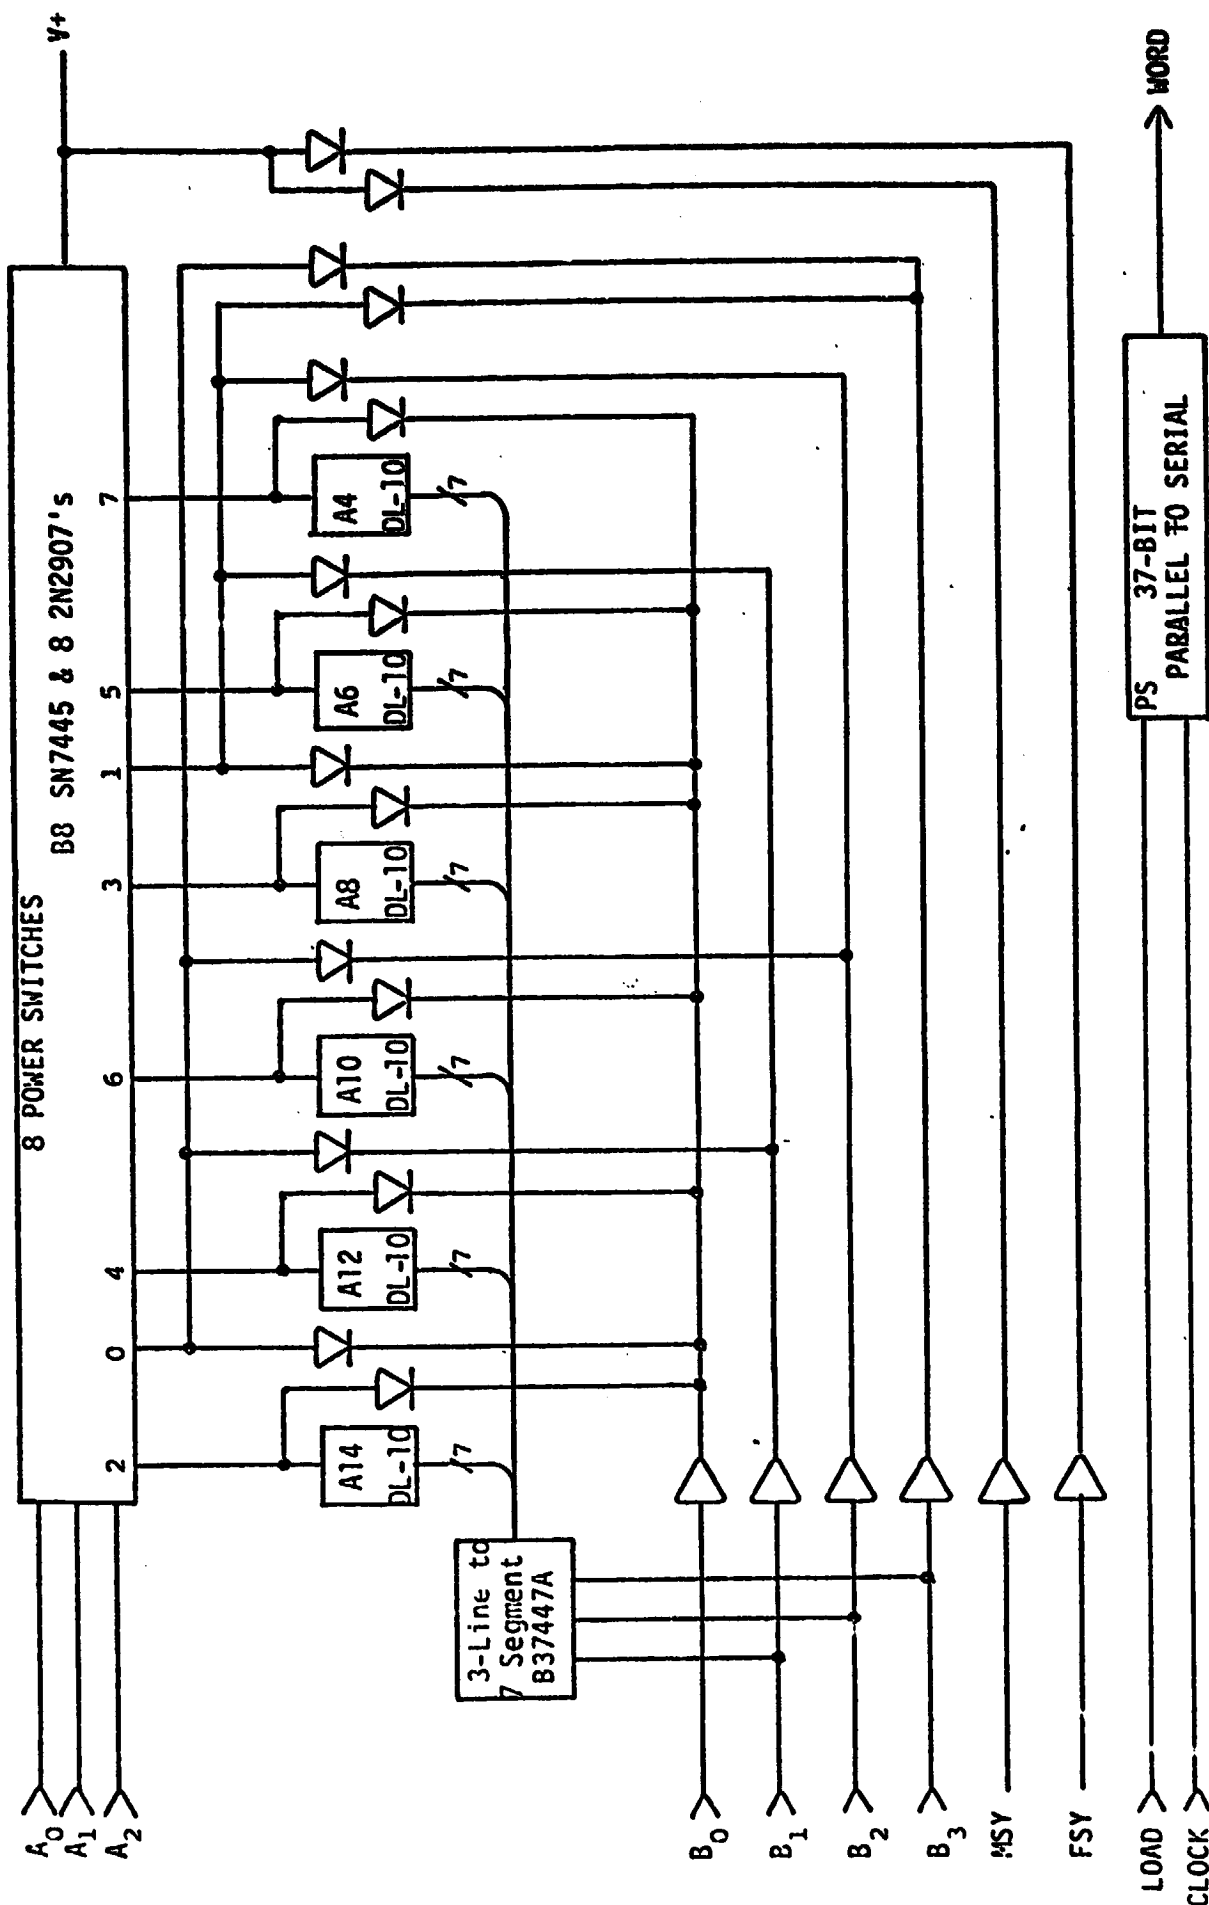 A0
A1
A2
8 POWER SWITCHES
B8 SN7445 & 8 2N2907's
2
0
4
6
3
1
5
7
V+
A14
DL-10
7
A12
DL-10
7
A10
DL-10
7
A8
DL-10
7
A6
DL-10
7
A4
DL-10
7
3-Line to
7 Segment
B37447A
B0
B1
B2
B3
MSY
FSY
LOAD
CLOCK
PS 37-BIT
PARALLEL TO SERIAL
WORD